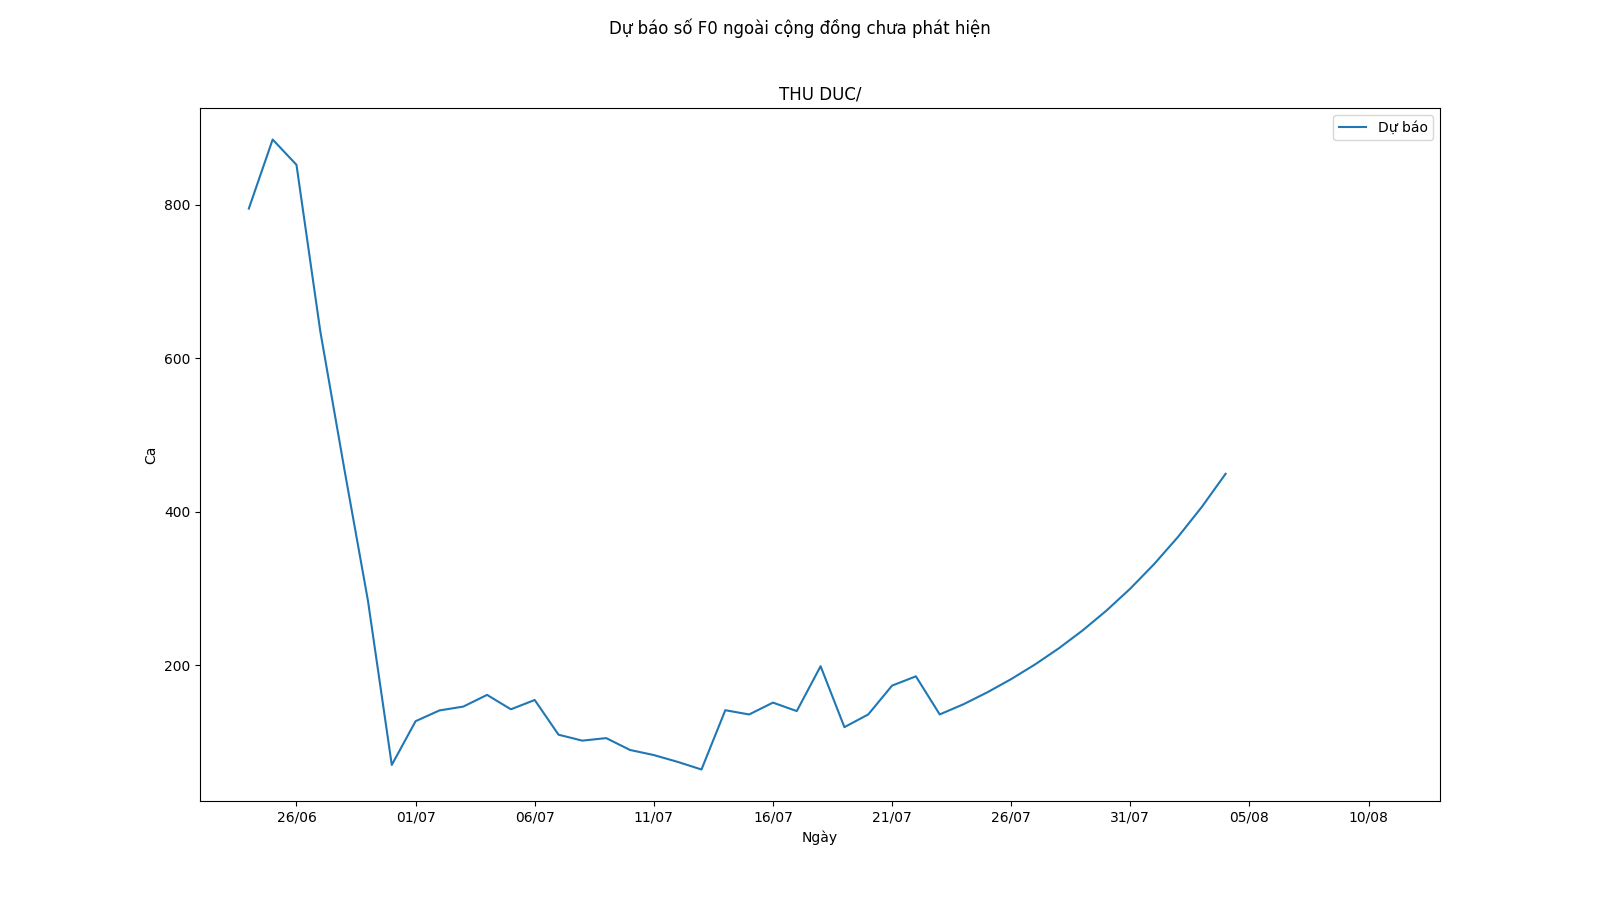 Dự báo số F0 ngoài cộng đồng chưa phát hiện
THU DUC/
Dự báo
800
600
400
200
Ca
26/06 01/07 06/07 11/07 16/07 21/07 26/07 31/07 05/08 10/08
Ngày